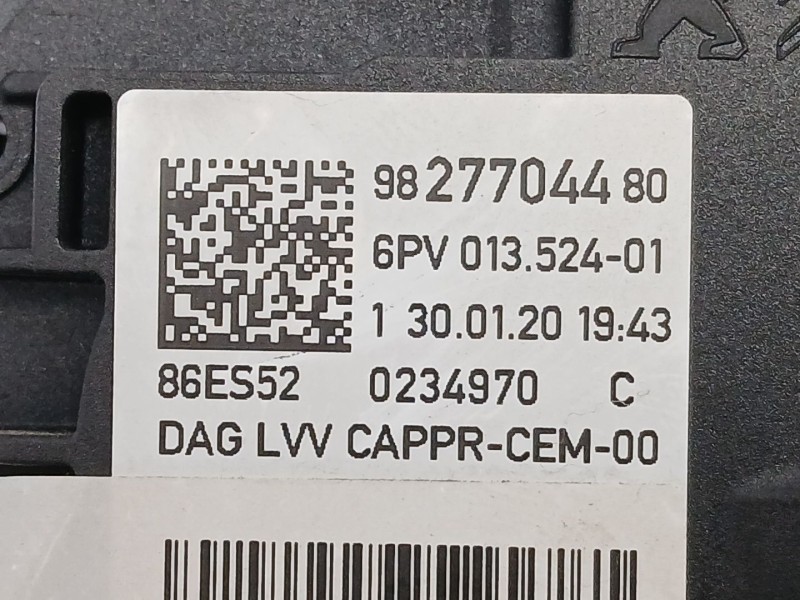 98 277044 80
6PV 013.524-01
1 30.01.20 19:43
86ES52 0234970 C
DAG LVV CAPPR-CEM-00